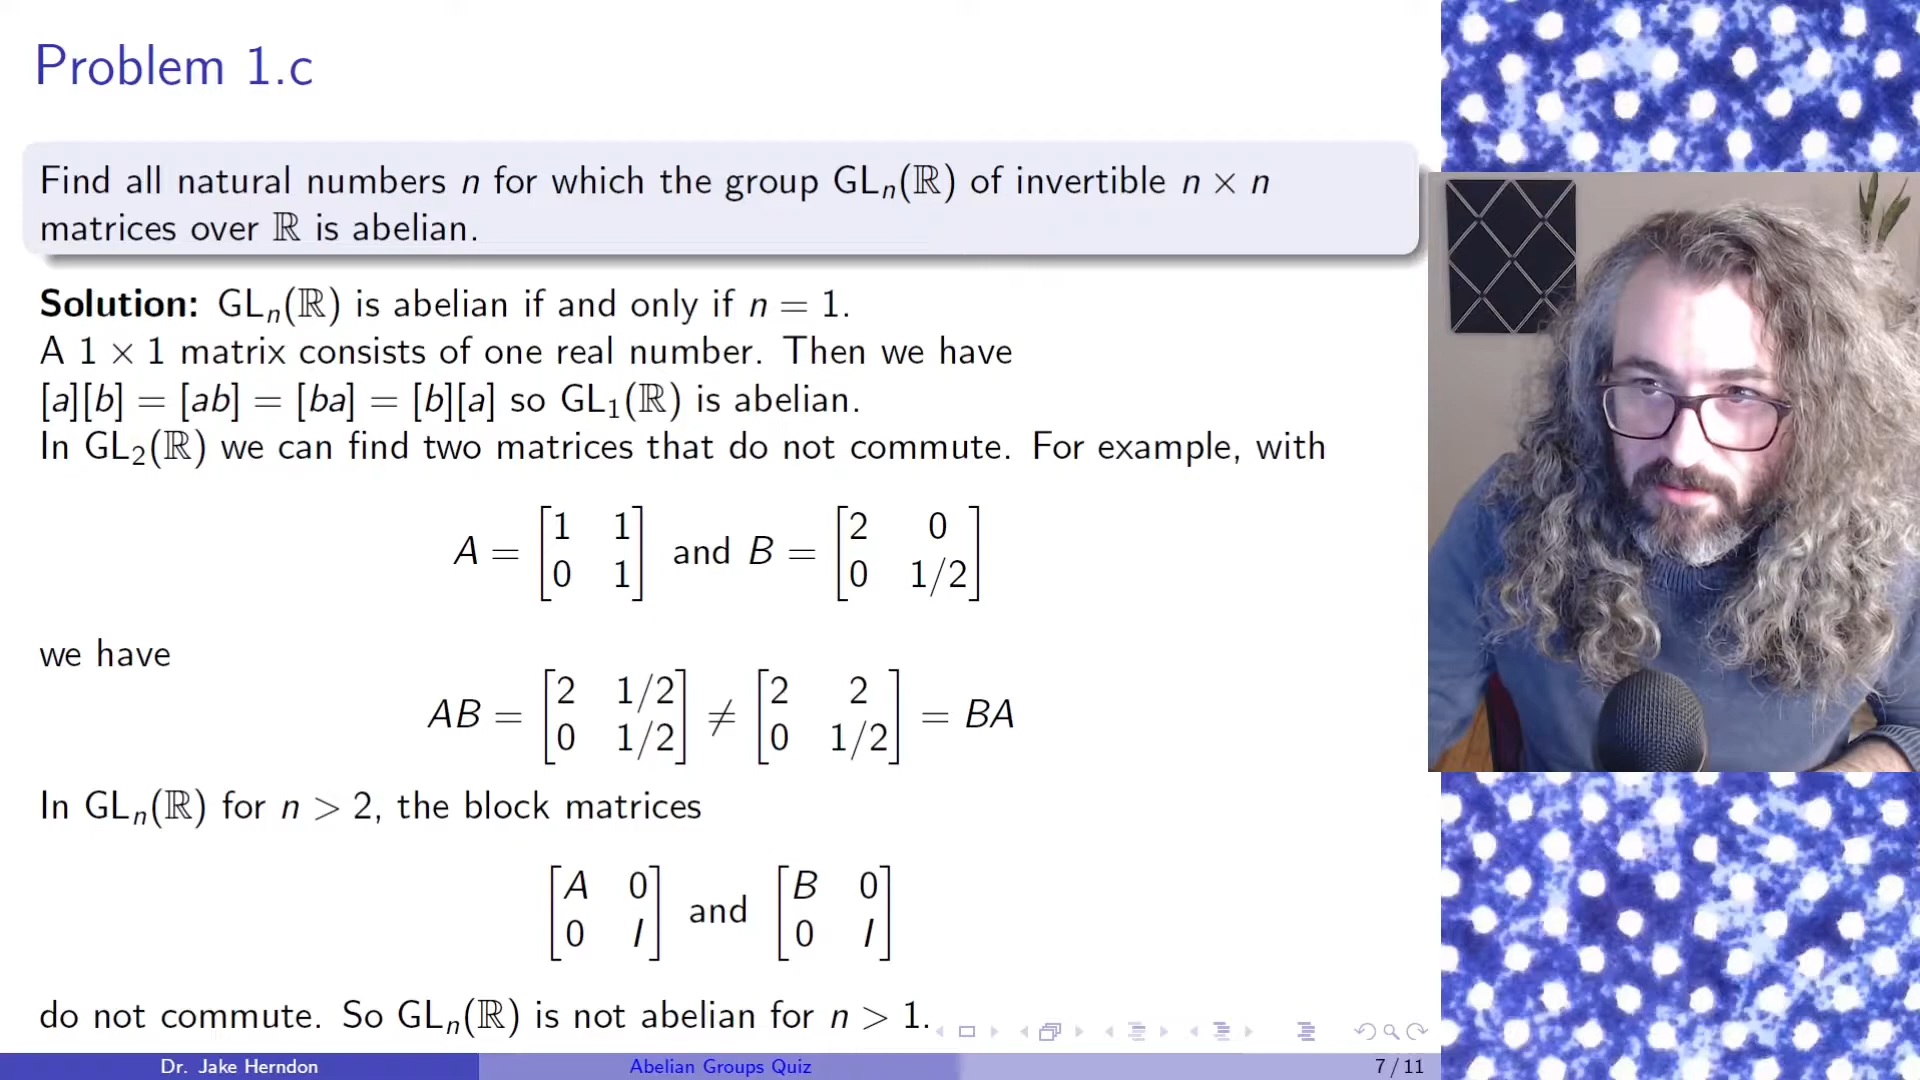 Problem 1.c
Find all natural numbers n for which the group GLₙ(ℝ) of invertible n × n
matrices over ℝ is abelian.
Solution: GLₙ(ℝ) is abelian if and only if n = 1.
A 1 × 1 matrix consists of one real number. Then we have
[a][b] = [ab] = [ba] = [b][a] so GL₁(ℝ) is abelian.
In GL₂(ℝ) we can find two matrices that do not commute. For example, with
A = [1 1; 0 1] and B = [2 0; 0 1/2]
we have
AB = [2 1/2; 0 1/2] ≠ [2 2; 0 1/2] = BA
In GLₙ(ℝ) for n > 2, the block matrices
[A 0; 0 I] and [B 0; 0 I]
do not commute. So GLₙ(ℝ) is not abelian for n > 1.
Dr. Jake Herndon
Abelian Groups Quiz
7 / 11